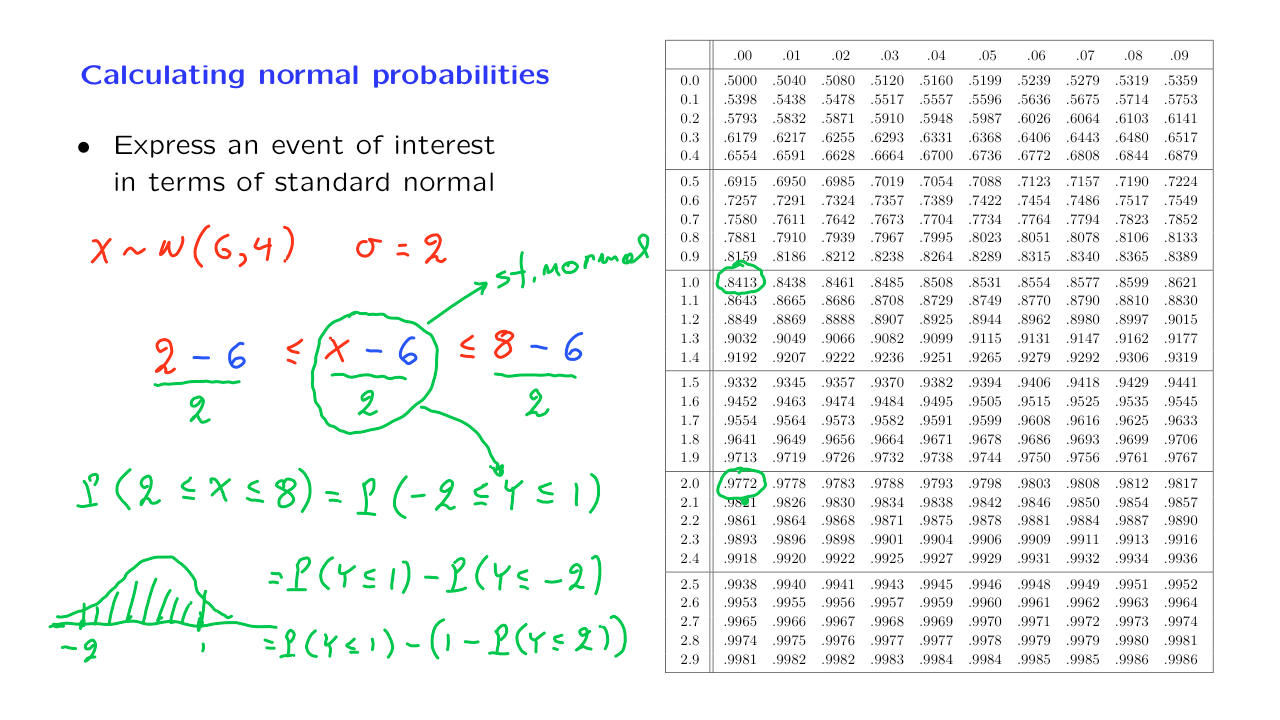 Calculating normal probabilities
• Express an event of interest
in terms of standard normal
X ~ N(6,4) σ = 2
st. normal
2 - 6 ≤ X - 6 ≤ 8 - 6
2 2 2
P(2 ≤ X ≤ 8) = P(-2 ≤ Y ≤ 1)
= P(Y ≤ 1) - P(Y ≤ -2)
= P(Y ≤ 1) - (1 - P(Y ≤ 2))
-2 1
.00 .01 .02 .03 .04 .05 .06 .07 .08 .09
0.0 .5000 .5040 .5080 .5120 .5160 .5199 .5239 .5279 .5319 .5359
0.1 .5398 .5438 .5478 .5517 .5557 .5596 .5636 .5675 .5714 .5753
0.2 .5793 .5832 .5871 .5910 .5948 .5987 .6026 .6064 .6103 .6141
0.3 .6179 .6217 .6255 .6293 .6331 .6368 .6406 .6443 .6480 .6517
0.4 .6554 .6591 .6628 .6664 .6700 .6736 .6772 .6808 .6844 .6879
0.5 .6915 .6950 .6985 .7019 .7054 .7088 .7123 .7157 .7190 .7224
0.6 .7257 .7291 .7324 .7357 .7389 .7422 .7454 .7486 .7517 .7549
0.7 .7580 .7611 .7642 .7673 .7704 .7734 .7764 .7794 .7823 .7852
0.8 .7881 .7910 .7939 .7967 .7995 .8023 .8051 .8078 .8106 .8133
0.9 .8159 .8186 .8212 .8238 .8264 .8289 .8315 .8340 .8365 .8389
1.0 .8413 .8438 .8461 .8485 .8508 .8531 .8554 .8577 .8599 .8621
1.1 .8643 .8665 .8686 .8708 .8729 .8749 .8770 .8790 .8810 .8830
1.2 .8849 .8869 .8888 .8907 .8925 .8944 .8962 .8980 .8997 .9015
1.3 .9032 .9049 .9066 .9082 .9099 .9115 .9131 .9147 .9162 .9177
1.4 .9192 .9207 .9222 .9236 .9251 .9265 .9279 .9292 .9306 .9319
1.5 .9332 .9345 .9357 .9370 .9382 .9394 .9406 .9418 .9429 .9441
1.6 .9452 .9463 .9474 .9484 .9495 .9505 .9515 .9525 .9535 .9545
1.7 .9554 .9564 .9573 .9582 .9591 .9599 .9608 .9616 .9625 .9633
1.8 .9641 .9649 .9656 .9664 .9671 .9678 .9686 .9693 .9699 .9706
1.9 .9713 .9719 .9726 .9732 .9738 .9744 .9750 .9756 .9761 .9767
2.0 .9772 .9778 .9783 .9788 .9793 .9798 .9803 .9808 .9812 .9817
2.1 .9821 .9826 .9830 .9834 .9838 .9842 .9846 .9850 .9854 .9857
2.2 .9861 .9864 .9868 .9871 .9875 .9878 .9881 .9884 .9887 .9890
2.3 .9893 .9896 .9898 .9901 .9904 .9906 .9909 .9911 .9913 .9916
2.4 .9918 .9920 .9922 .9925 .9927 .9929 .9931 .9932 .9934 .9936
2.5 .9938 .9940 .9941 .9943 .9945 .9946 .9948 .9949 .9951 .9952
2.6 .9953 .9955 .9956 .9957 .9959 .9960 .9961 .9962 .9963 .9964
2.7 .9965 .9966 .9967 .9968 .9969 .9970 .9971 .9972 .9973 .9974
2.8 .9974 .9975 .9976 .9977 .9977 .9978 .9979 .9979 .9980 .9981
2.9 .9981 .9982 .9982 .9983 .9984 .9984 .9985 .9985 .9986 .9986